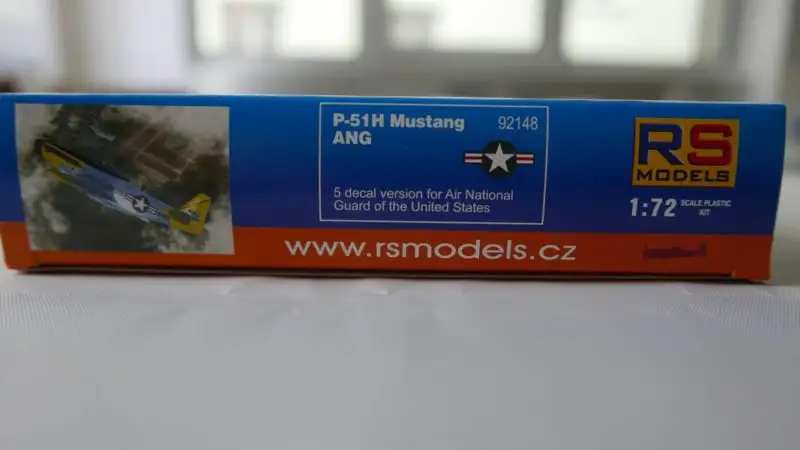 P-51H Mustang 92148
ANG
5 decal version for Air National
Guard of the United States
RS
MODELS
1:72 SCALE PLASTIC
KIT
www.rsmodels.cz